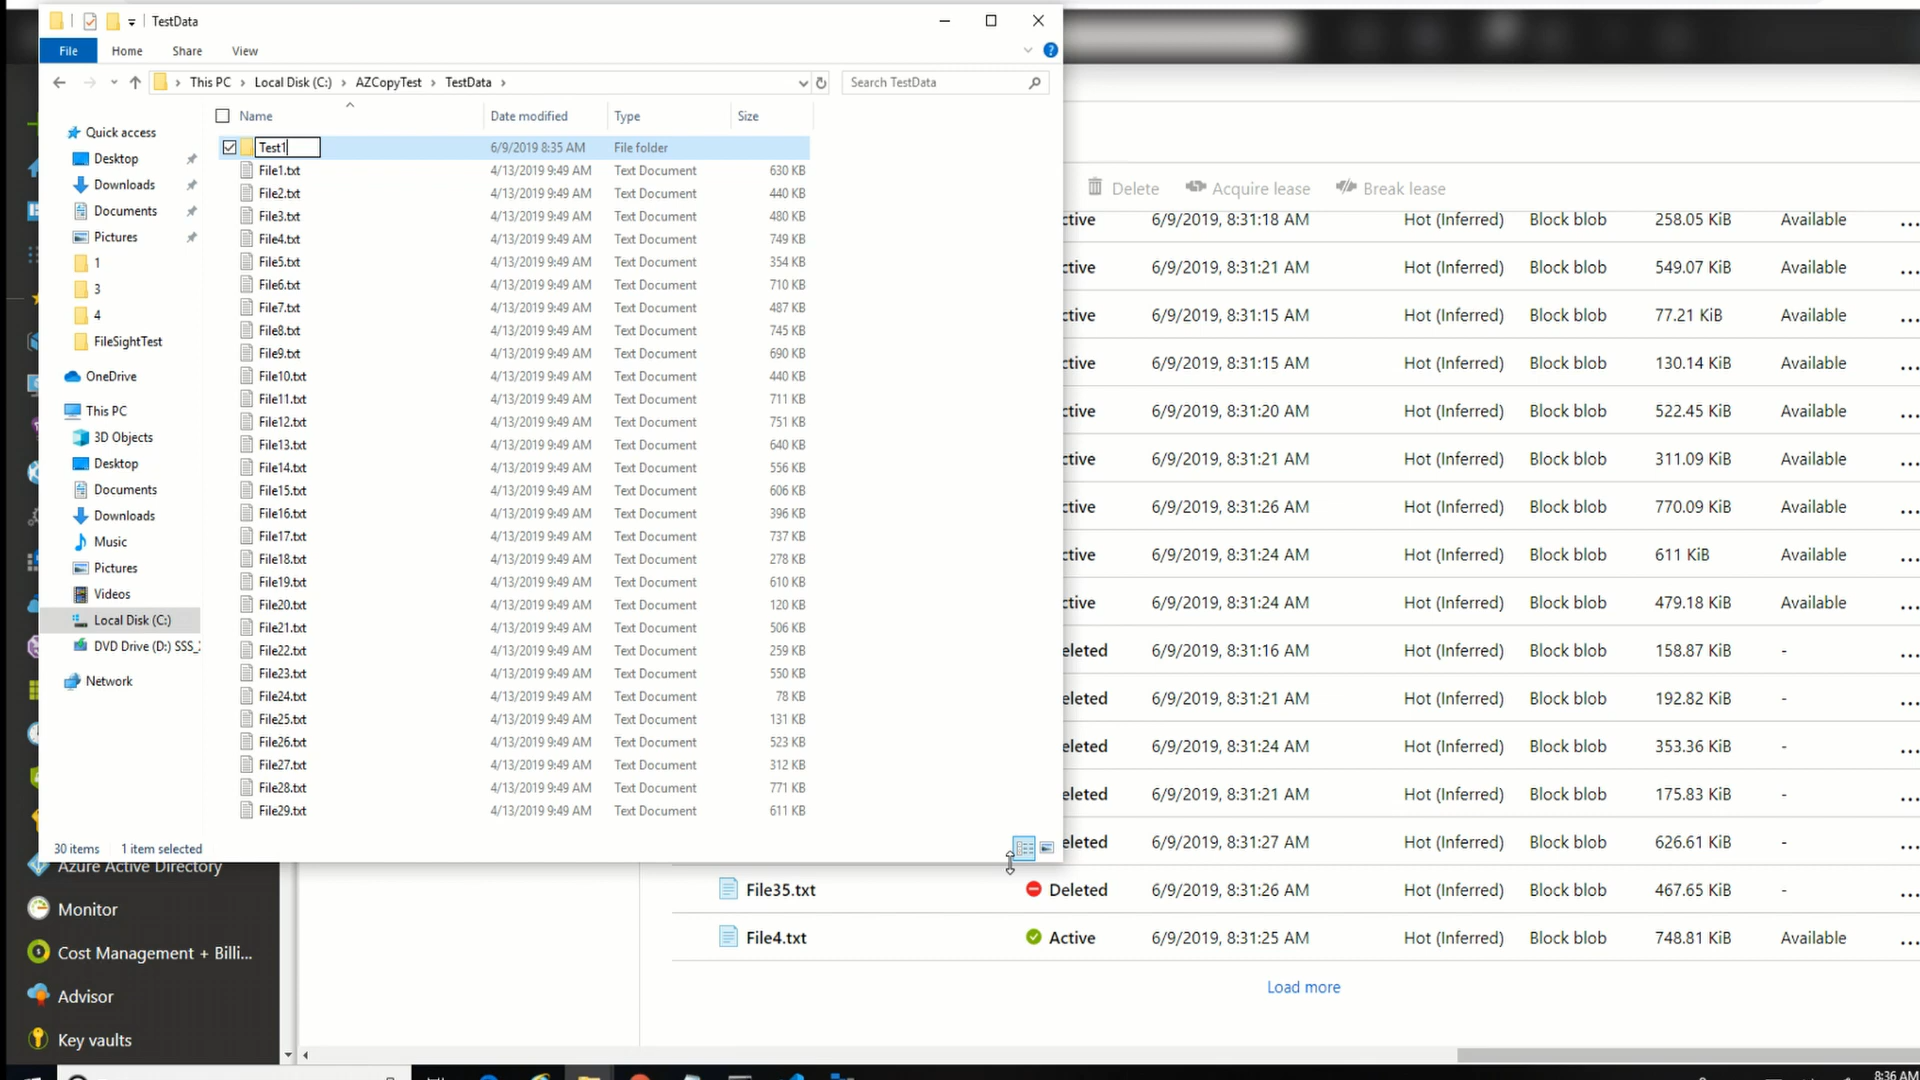 TestData
File Home Share View
This PC > Local Disk (C:) > AZCopyTest > TestData >
Search TestData
Name Date modified Type Size
Quick access
Desktop
Downloads
Documents
Pictures
1
3
4
FileSightTest
OneDrive
This PC
3D Objects
Desktop
Documents
Downloads
Music
Pictures
Videos
Local Disk (C:)
DVD Drive (D:) SSS_
Network
Test1 6/9/2019 8:35 AM File folder
File1.txt 4/13/2019 9:49 AM Text Document 630 KB
File2.txt 4/13/2019 9:49 AM Text Document 440 KB
File3.txt 4/13/2019 9:49 AM Text Document 480 KB
File4.txt 4/13/2019 9:49 AM Text Document 749 KB
File5.txt 4/13/2019 9:49 AM Text Document 354 KB
File6.txt 4/13/2019 9:49 AM Text Document 710 KB
File7.txt 4/13/2019 9:49 AM Text Document 487 KB
File8.txt 4/13/2019 9:49 AM Text Document 745 KB
File9.txt 4/13/2019 9:49 AM Text Document 690 KB
File10.txt 4/13/2019 9:49 AM Text Document 440 KB
File11.txt 4/13/2019 9:49 AM Text Document 711 KB
File12.txt 4/13/2019 9:49 AM Text Document 751 KB
File13.txt 4/13/2019 9:49 AM Text Document 640 KB
File14.txt 4/13/2019 9:49 AM Text Document 556 KB
File15.txt 4/13/2019 9:49 AM Text Document 606 KB
File16.txt 4/13/2019 9:49 AM Text Document 396 KB
File17.txt 4/13/2019 9:49 AM Text Document 737 KB
File18.txt 4/13/2019 9:49 AM Text Document 278 KB
File19.txt 4/13/2019 9:49 AM Text Document 610 KB
File20.txt 4/13/2019 9:49 AM Text Document 120 KB
File21.txt 4/13/2019 9:49 AM Text Document 506 KB
File22.txt 4/13/2019 9:49 AM Text Document 259 KB
File23.txt 4/13/2019 9:49 AM Text Document 550 KB
File24.txt 4/13/2019 9:49 AM Text Document 78 KB
File25.txt 4/13/2019 9:49 AM Text Document 131 KB
File26.txt 4/13/2019 9:49 AM Text Document 523 KB
File27.txt 4/13/2019 9:49 AM Text Document 312 KB
File28.txt 4/13/2019 9:49 AM Text Document 771 KB
File29.txt 4/13/2019 9:49 AM Text Document 611 KB
30 items 1 item selected
Delete Acquire lease Break lease
ctive 6/9/2019, 8:31:18 AM Hot (Inferred) Block blob 258.05 KiB Available ...
ctive 6/9/2019, 8:31:21 AM Hot (Inferred) Block blob 549.07 KiB Available ...
ctive 6/9/2019, 8:31:15 AM Hot (Inferred) Block blob 77.21 KiB Available ...
ctive 6/9/2019, 8:31:15 AM Hot (Inferred) Block blob 130.14 KiB Available ...
ctive 6/9/2019, 8:31:20 AM Hot (Inferred) Block blob 522.45 KiB Available ...
ctive 6/9/2019, 8:31:21 AM Hot (Inferred) Block blob 311.09 KiB Available ...
ctive 6/9/2019, 8:31:26 AM Hot (Inferred) Block blob 770.09 KiB Available ...
ctive 6/9/2019, 8:31:24 AM Hot (Inferred) Block blob 611 KiB Available ...
ctive 6/9/2019, 8:31:24 AM Hot (Inferred) Block blob 479.18 KiB Available ...
eleted 6/9/2019, 8:31:16 AM Hot (Inferred) Block blob 158.87 KiB - ...
eleted 6/9/2019, 8:31:21 AM Hot (Inferred) Block blob 192.82 KiB - ...
eleted 6/9/2019, 8:31:24 AM Hot (Inferred) Block blob 353.36 KiB - ...
eleted 6/9/2019, 8:31:21 AM Hot (Inferred) Block blob 175.83 KiB - ...
eleted 6/9/2019, 8:31:27 AM Hot (Inferred) Block blob 626.61 KiB - ...
File35.txt Deleted 6/9/2019, 8:31:26 AM Hot (Inferred) Block blob 467.65 KiB - ...
File4.txt Active 6/9/2019, 8:31:25 AM Hot (Inferred) Block blob 748.81 KiB Available ...
Load more
Azure Active Directory
Monitor
Cost Management + Billi...
Advisor
Key vaults
8:36 AM